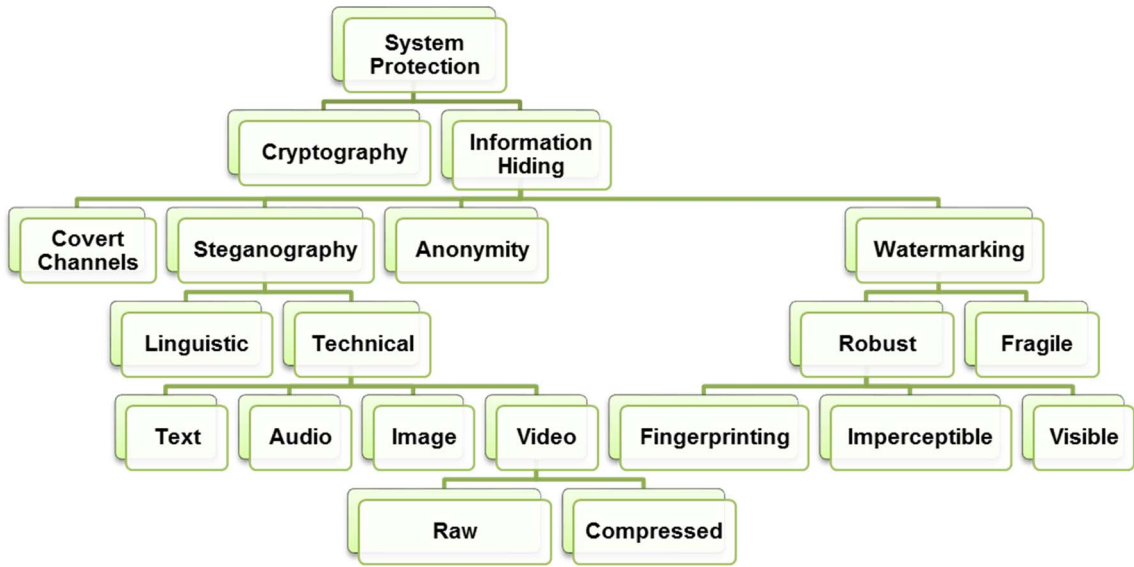 System
Protection
Cryptography
Information
Hiding
Covert
Channels
Steganography
Anonymity
Watermarking
Linguistic
Technical
Robust
Fragile
Text
Audio
Image
Video
Fingerprinting
Imperceptible
Visible
Raw
Compressed